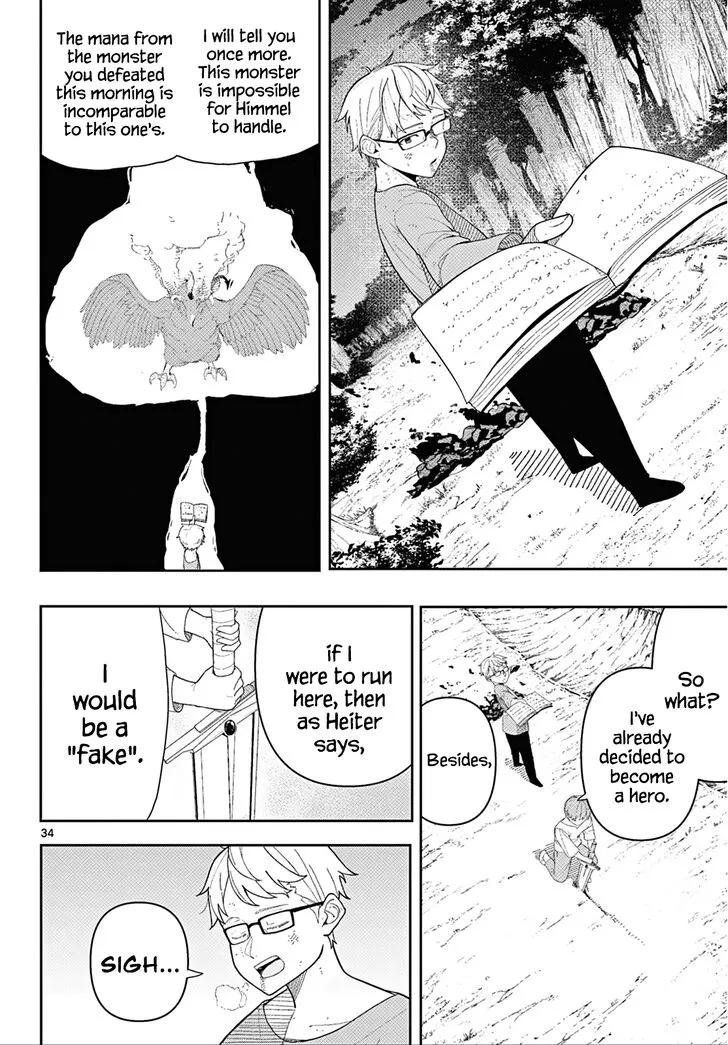 I will tell you
once more.
This monster
is impossible
for Himmel
to handle.
The mana from
the monster
you defeated
this morning is
incomparable
to this one's.
So
what?
I've
already
decided to
become
a hero.
Besides,
if I
were to run
here, then
as Heiter
says,
I
would
be a
"fake".
34
SIGH...